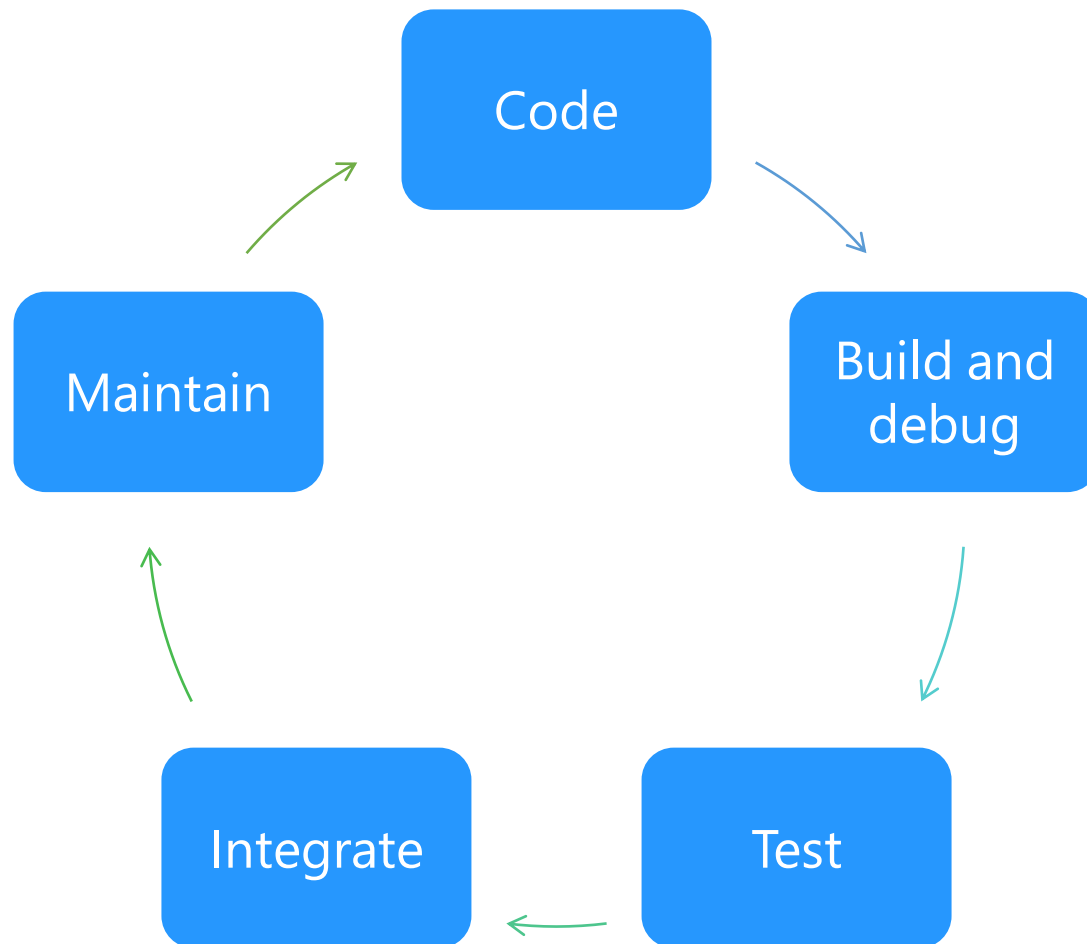 Code
Build and
debug
Test
Integrate
Maintain